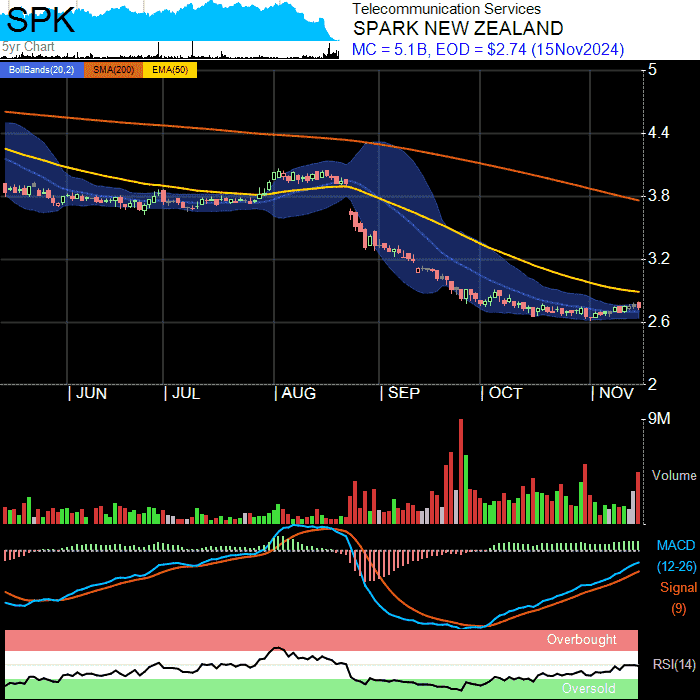 SPK
5yr Chart
Telecommunication Services
SPARK NEW ZEALAND
MC = 5.1B, EOD = $2.74 (15Nov2024)
BollBands(20,2) SMA(200) EMA(50)
5
4.4
3.8
3.2
2.6
2
JUN JUL AUG SEP OCT NOV
9M
Volume
MACD
(12-26)
Signal
(9)
Overbought
RSI(14)
Oversold